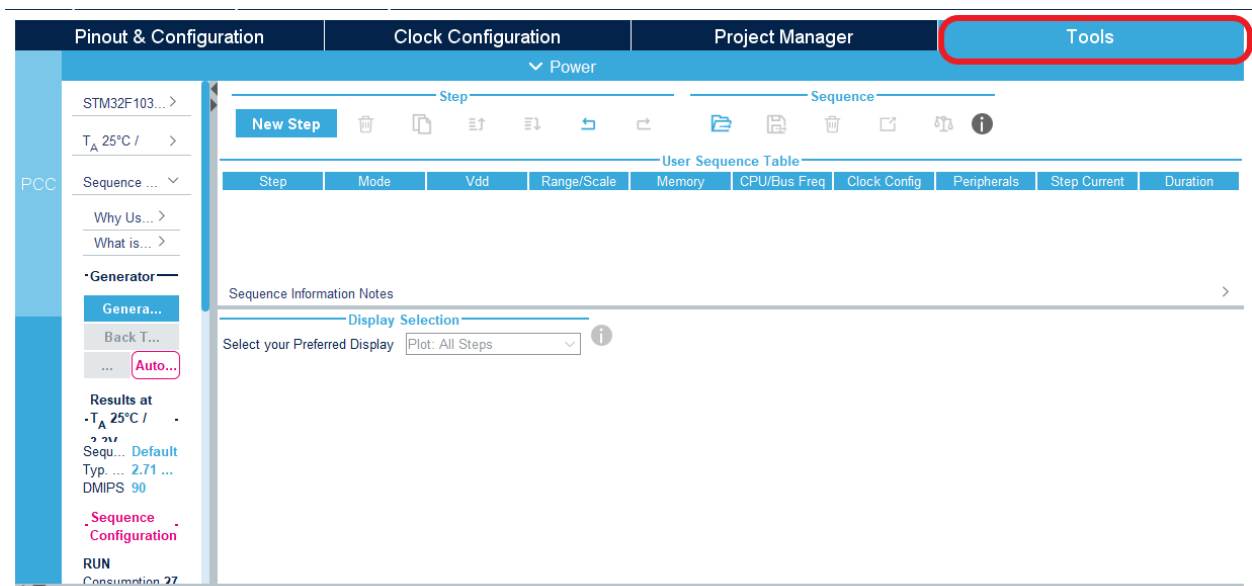 Pinout & Configuration
Clock Configuration
Project Manager
Tools
Power
PCC
STM32F103...
TA 25°C /
Sequence ...
Why Us...
What is...
Generator
Genera...
Back T...
...
Auto...
Results at
TA 25°C /
Sequ... Default
Typ. ... 2.71 ...
DMIPS 90
Sequence
Configuration
RUN
Consumption 27
Step
Sequence
New Step
User Sequence Table
Step Mode Vdd Range/Scale Memory CPU/Bus Freq Clock Config Peripherals Step Current Duration
Sequence Information Notes
Display Selection
Select your Preferred Display Plot: All Steps